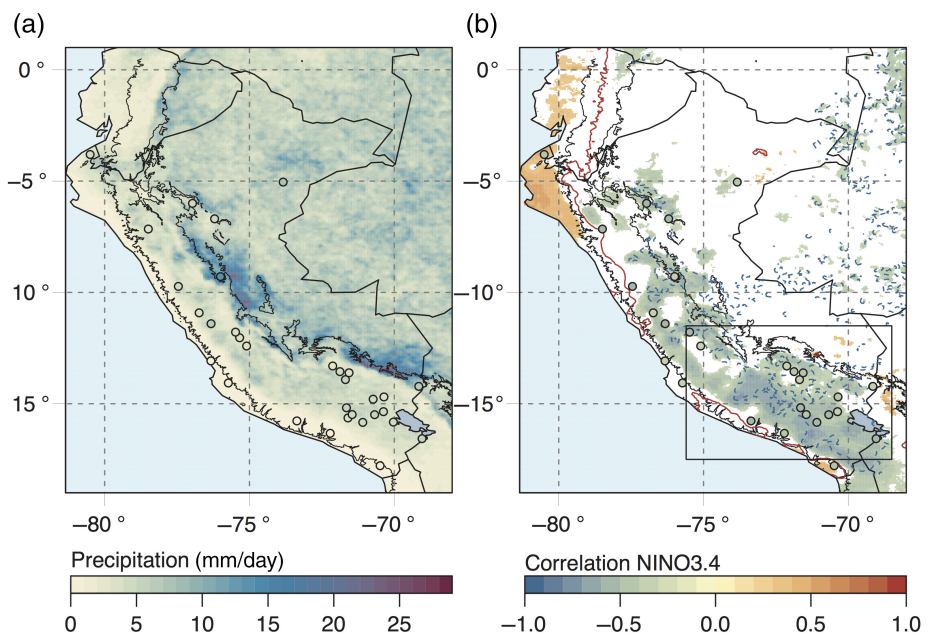 (a) (b)
0 °
−5 °
−10 °
−15 °
−80 ° −75 ° −70 °
0 °
−5 °
−10 °
−15 °
−80 ° −75 ° −70 °
Precipitation (mm/day)
0 5 10 15 20 25
Correlation NINO3.4
−1.0 −0.5 0.0 0.5 1.0